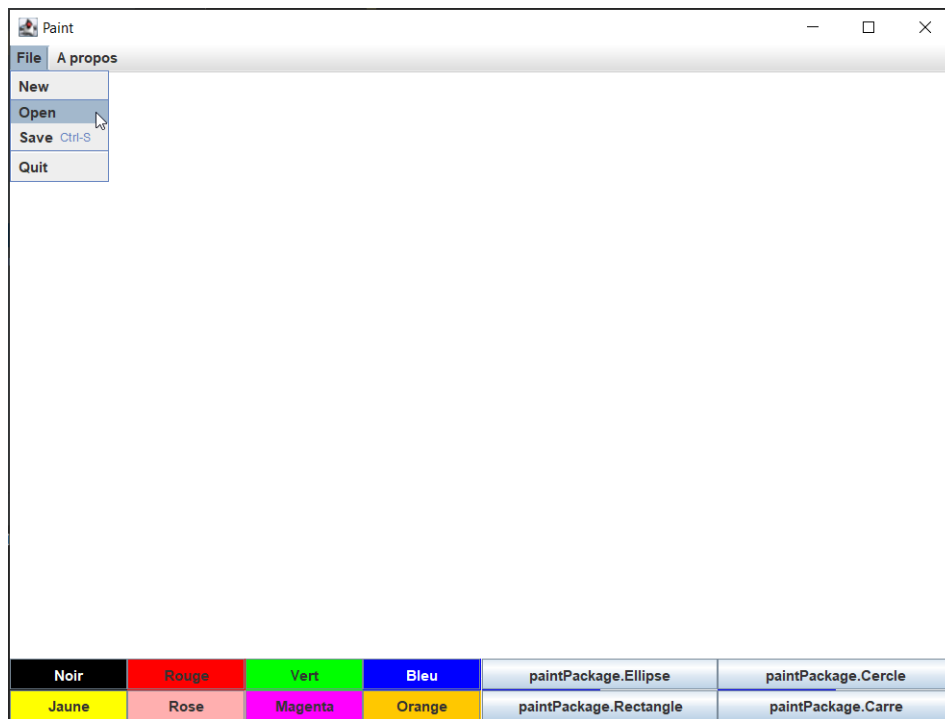 Paint
File A propos
New
Open
Save Ctrl-S
Quit
Noir Rouge Vert Bleu paintPackage.Ellipse paintPackage.Cercle
Jaune Rose Magenta Orange paintPackage.Rectangle paintPackage.Carre